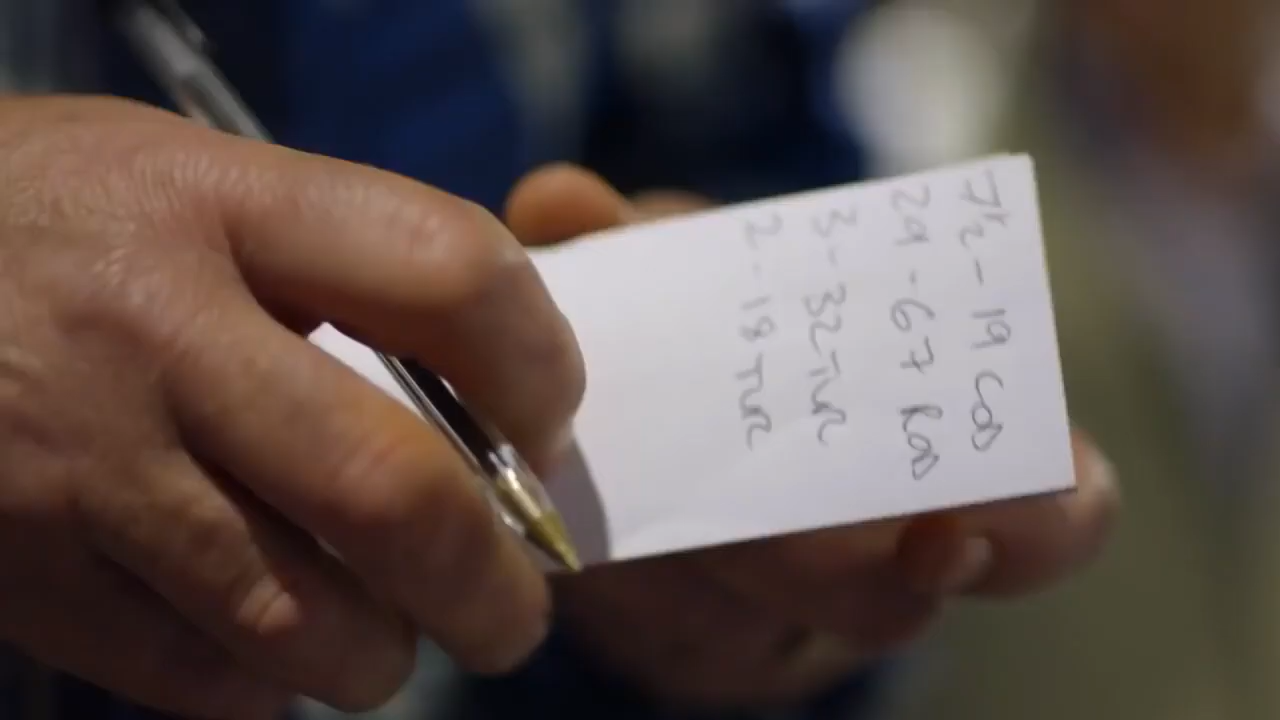 7½ - 19 COD
29 - 67 ROD
3 - 32 TUR
2 - 18 TUR